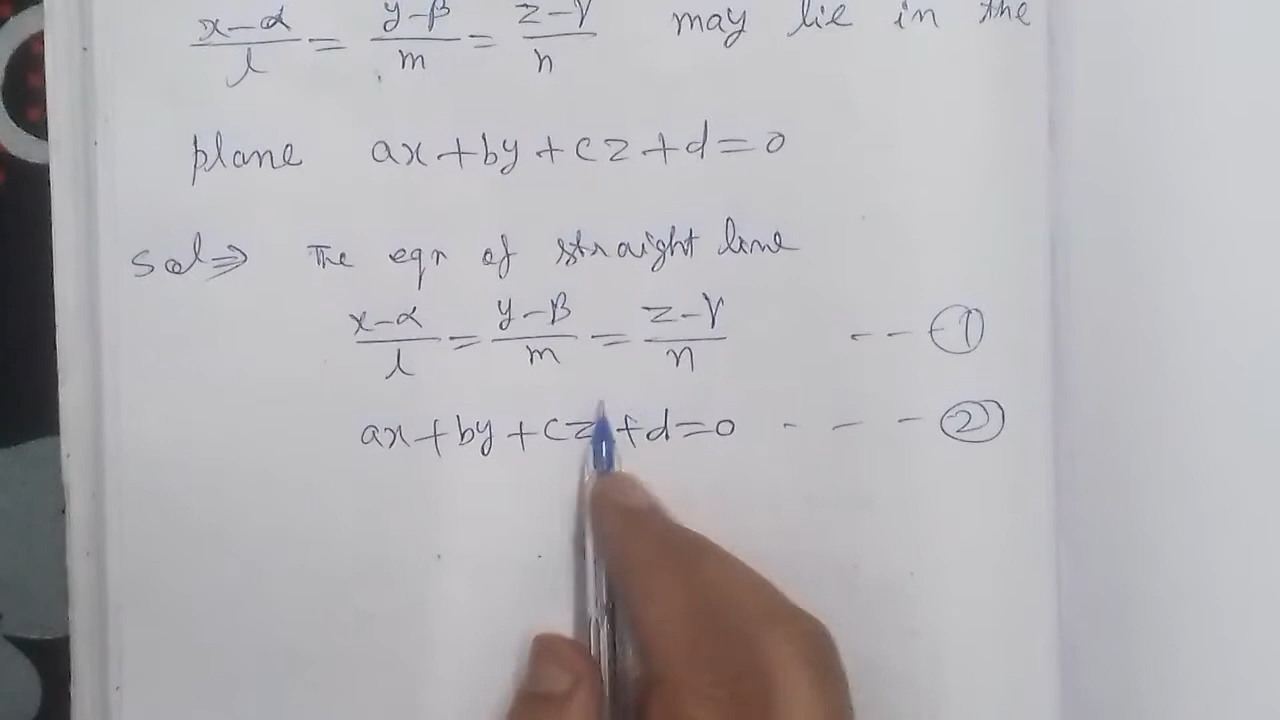 x-α/l = y-β/m = z-γ/n may lie in the
plane ax+by+cz+d=0
Sol⇒ The eqn of straight line
x-α/l = y-β/m = z-γ/n --①
ax+by+cz+d=0 - - - ②